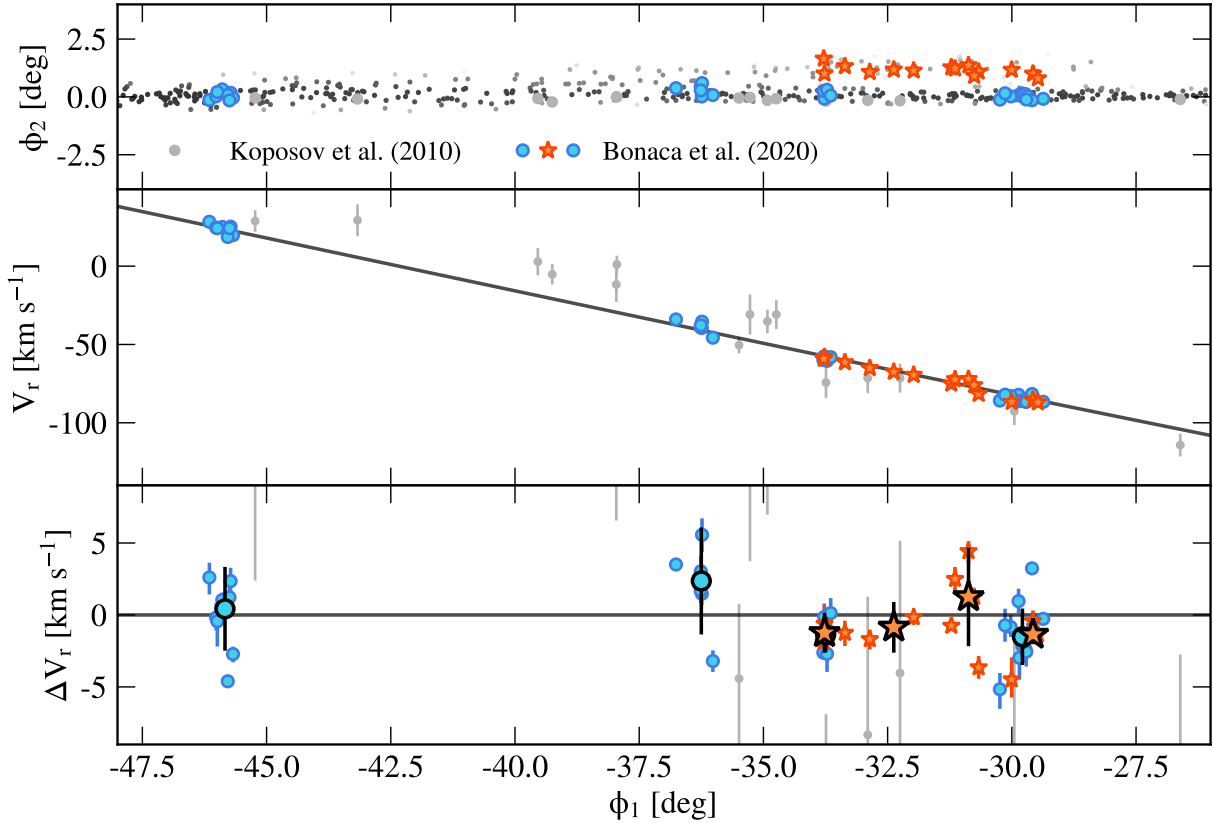 ϕ₂ [deg]
2.5
0.0
-2.5
Koposov et al. (2010)
Bonaca et al. (2020)
Vᵣ [km s⁻¹]
0
-50
-100
ΔVᵣ [km s⁻¹]
5
0
-5
-47.5 -45.0 -42.5 -40.0 -37.5 -35.0 -32.5 -30.0 -27.5
ϕ₁ [deg]